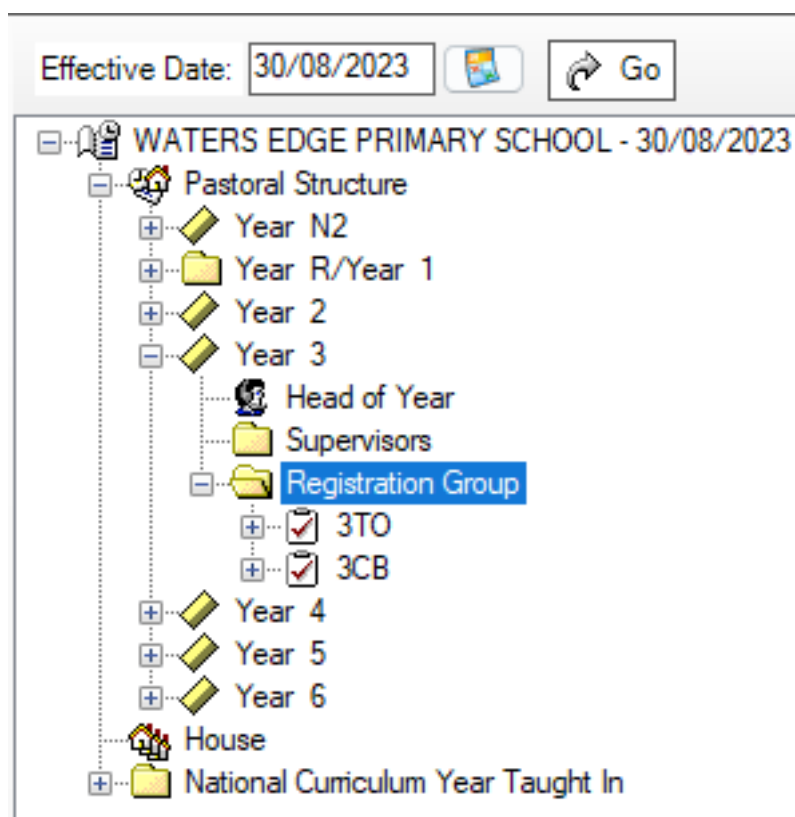 Effective Date: 30/08/2023 Go
WATERS EDGE PRIMARY SCHOOL - 30/08/2023
Pastoral Structure
Year N2
Year R/Year 1
Year 2
Year 3
Head of Year
Supervisors
Registration Group
3TO
3CB
Year 4
Year 5
Year 6
House
National Curriculum Year Taught In